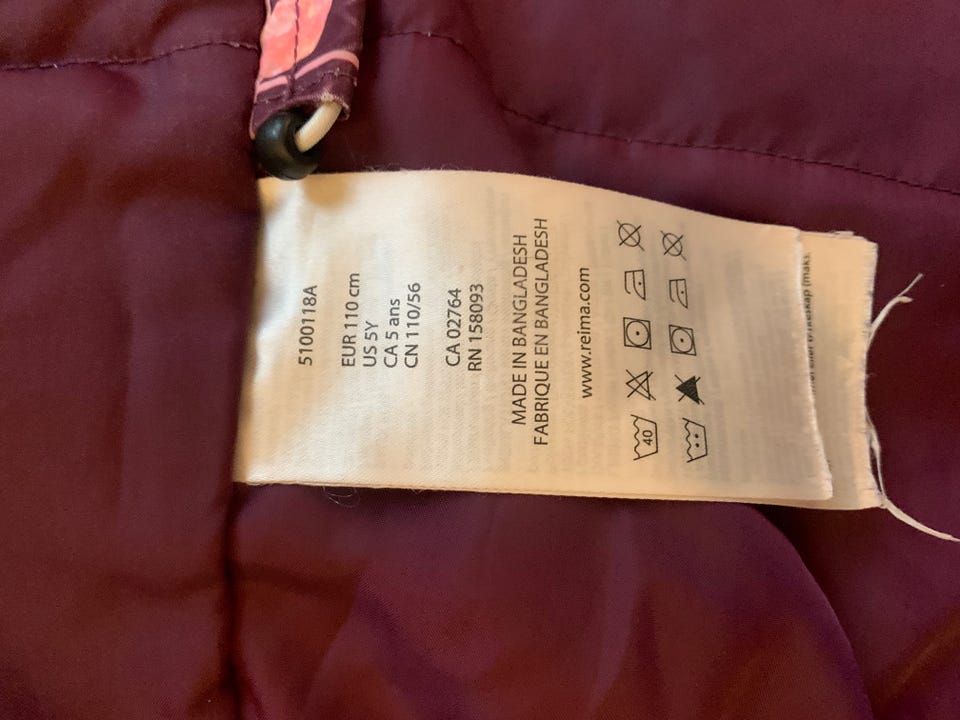 5100118A
EUR 110 cm
US 5Y
CA 5 ans
CN 110/56
CA 02764
RN 158093
MADE IN BANGLADESH
FABRIQUE EN BANGLADESH
www.reima.com
40